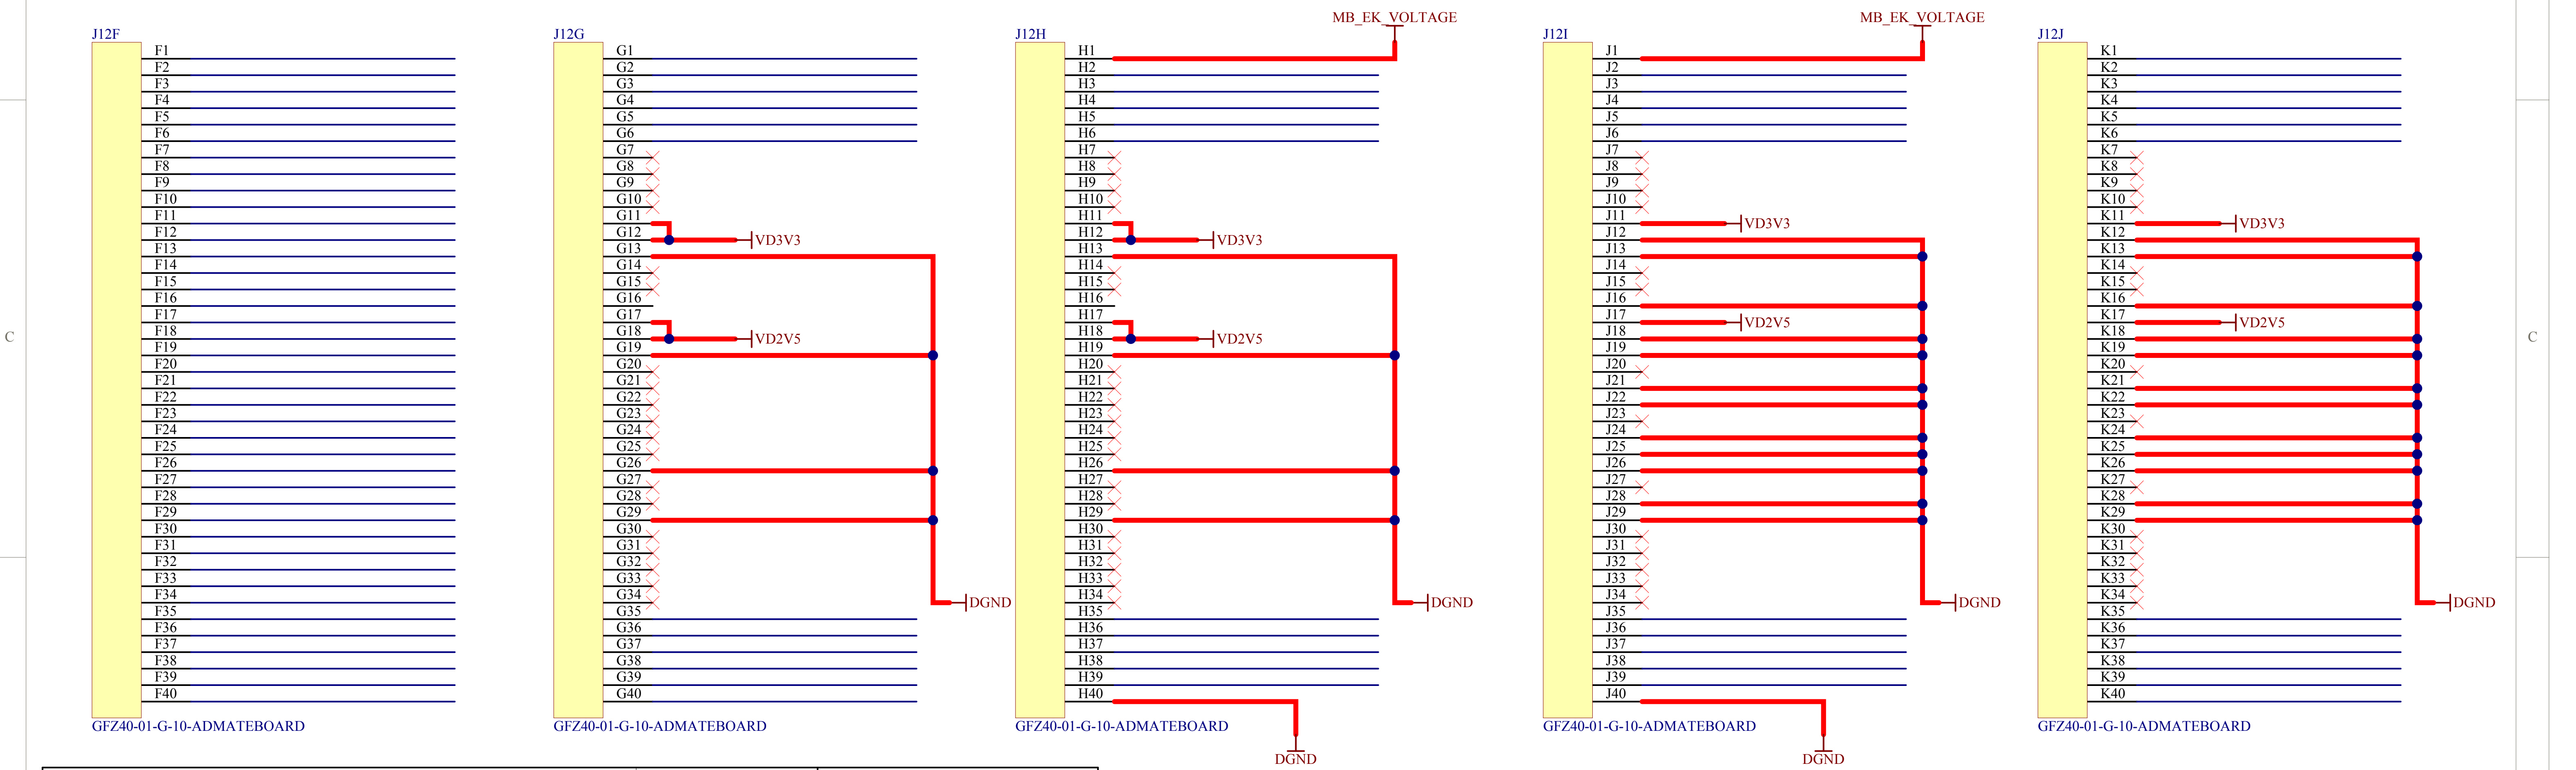 MB_EK_VOLTAGE
MB_EK_VOLTAGE
J12F
F1
F2
F3
F4
F5
F6
F7
F8
F9
F10
F11
F12
F13
F14
F15
F16
F17
F18
F19
F20
F21
F22
F23
F24
F25
F26
F27
F28
F29
F30
F31
F32
F33
F34
F35
F36
F37
F38
F39
F40
GFZ40-01-G-10-ADMATEBOARD
J12G
G1
G2
G3
G4
G5
G6
G7
G8
G9
G10
G11
G12
VD3V3
G13
G14
G15
G16
G17
G18
VD2V5
G19
G20
G21
G22
G23
G24
G25
G26
G27
G28
G29
G30
G31
G32
G33
G34
DGND
G35
G36
G37
G38
G39
G40
GFZ40-01-G-10-ADMATEBOARD
J12H
H1
H2
H3
H4
H5
H6
H7
H8
H9
H10
H11
H12
VD3V3
H13
H14
H15
H16
H17
H18
VD2V5
H19
H20
H21
H22
H23
H24
H25
H26
H27
H28
H29
H30
H31
H32
H33
H34
DGND
H35
H36
H37
H38
H39
H40
GFZ40-01-G-10-ADMATEBOARD
DGND
J12I
J1
J2
J3
J4
J5
J6
J7
J8
J9
J10
J11
VD3V3
J12
J13
J14
J15
J16
J17
VD2V5
J18
J19
J20
J21
J22
J23
J24
J25
J26
J27
J28
J29
J30
J31
J32
J33
J34
DGND
J35
J36
J37
J38
J39
J40
GFZ40-01-G-10-ADMATEBOARD
DGND
J12J
K1
K2
K3
K4
K5
K6
K7
K8
K9
K10
K11
VD3V3
K12
K13
K14
K15
K16
K17
VD2V5
K18
K19
K20
K21
K22
K23
K24
K25
K26
K27
K28
K29
K30
K31
K32
K33
K34
DGND
K35
K36
K37
K38
K39
K40
GFZ40-01-G-10-ADMATEBOARD
C
C